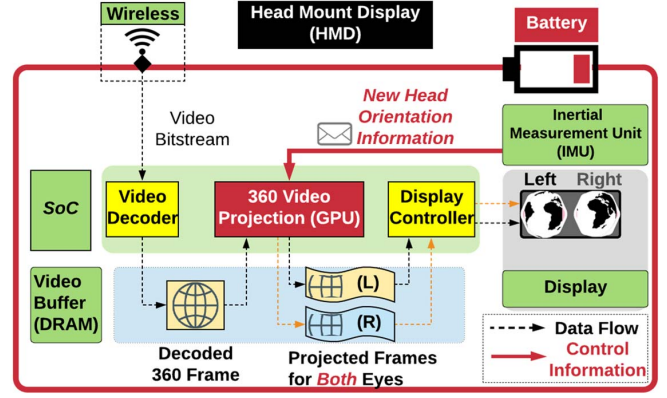 Wireless
Head Mount Display
(HMD)
Battery
Video
Bitstream
New Head
Orientation
Information
Inertial
Measurement Unit
(IMU)
SoC
Video
Decoder
360 Video
Projection (GPU)
Display
Controller
Left Right
Video
Buffer
(DRAM)
(L)
(R)
Display
Decoded
360 Frame
Projected Frames
for Both Eyes
Data Flow
Control
Information